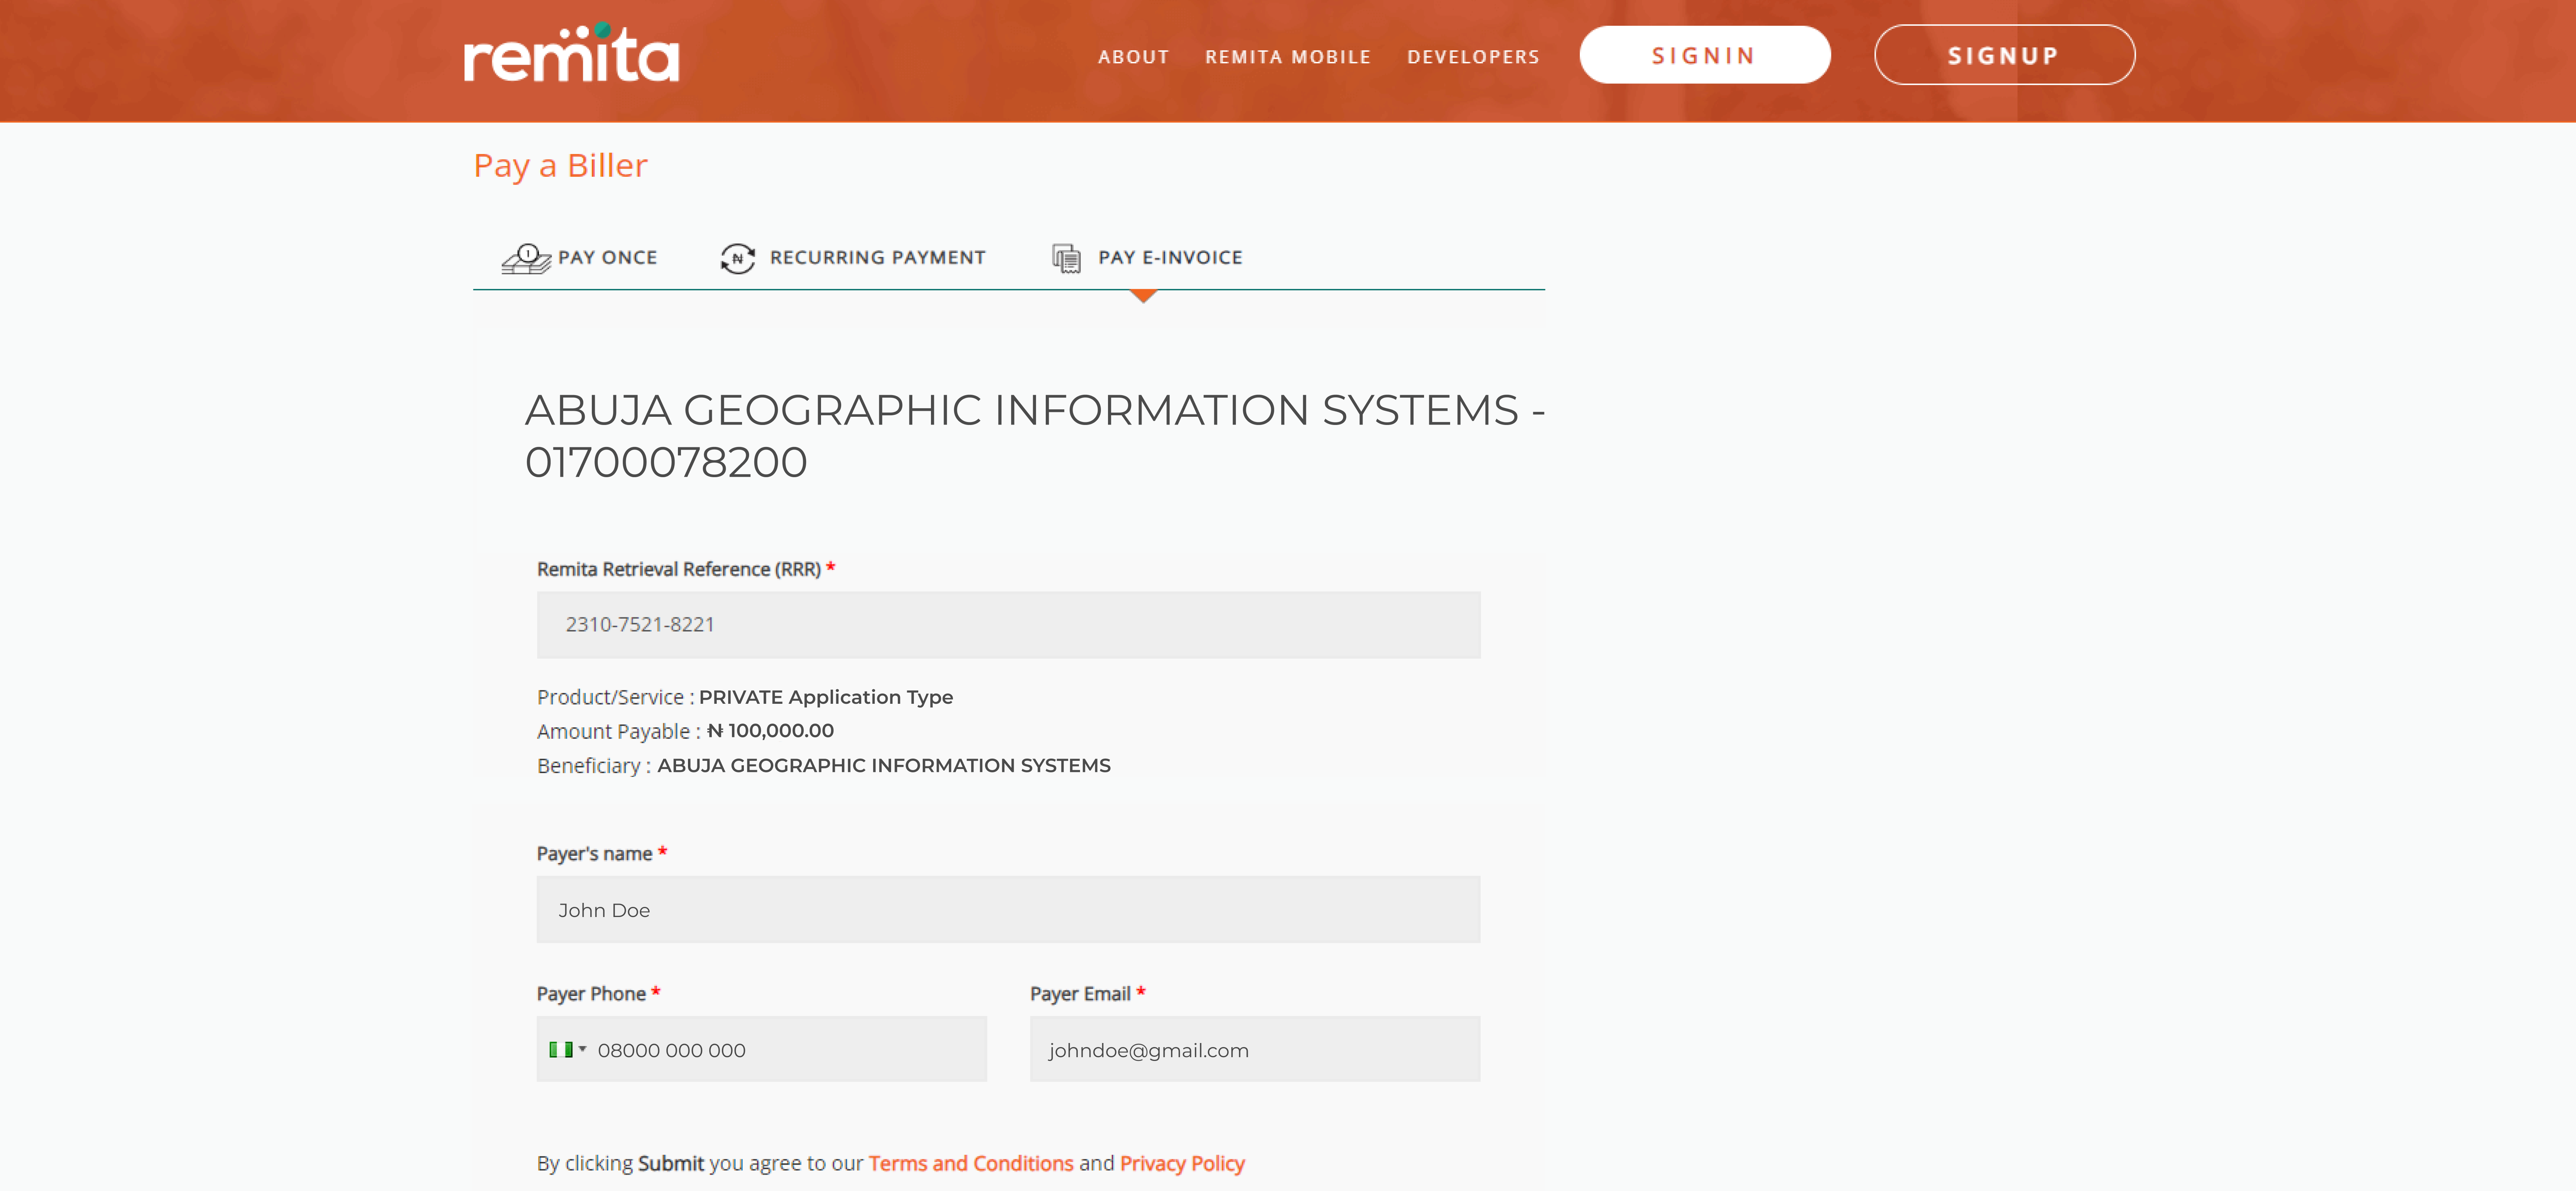 remita
ABOUT REMITA MOBILE DEVELOPERS SIGNIN SIGNUP
Pay a Biller
PAY ONCE RECURRING PAYMENT PAY E-INVOICE
ABUJA GEOGRAPHIC INFORMATION SYSTEMS -
01700078200
Remita Retrieval Reference (RRR) *
2310-7521-8221
Product/Service : PRIVATE Application Type
Amount Payable : ₦ 100,000.00
Beneficiary : ABUJA GEOGRAPHIC INFORMATION SYSTEMS
Payer's name *
John Doe
Payer Phone * Payer Email *
08000 000 000 johndoe@gmail.com
By clicking Submit you agree to our Terms and Conditions and Privacy Policy